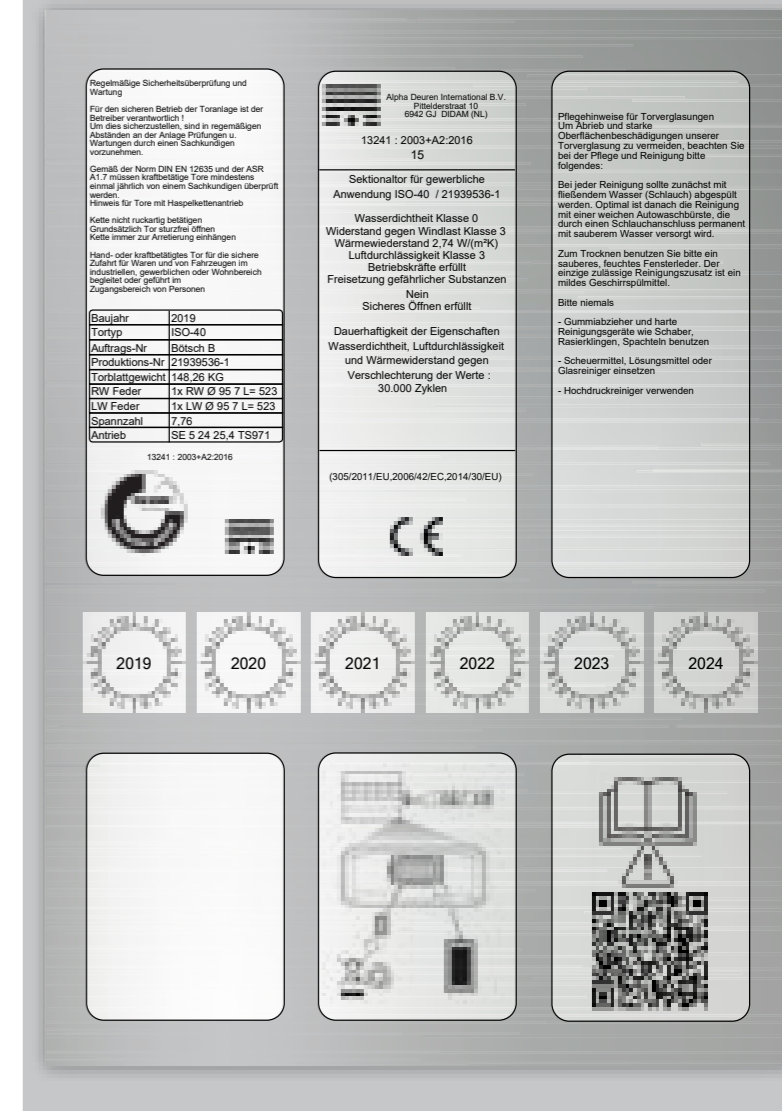 Regelmäßige Sicherheitsüberprüfung und
Wartung
Für den sicheren Betrieb der Toranlage ist der
Betreiber verantwortlich !
Um dies sicherzustellen, sind in regemäßigen
Abständen an der Anlage Prüfungen u.
Wartungen durch einen Sachkundigen
vorzunehmen.
Gemäß der Norm DIN EN 12635 und der ASR
A1.7 müssen kraftbetätigte Tore mindestens
einmal jährlich von einem Sachkundigen überprüft
werden.
Hinweis für Tore mit Haspelkettenantrieb
Kette nicht ruckartig betätigen
Grundsätzlich Tor sturzfrei öffnen
Kette immer zur Arretierung einhängen
Hand- oder kraftbetätigtes Tor für die sichere
Zufahrt für Waren und von Fahrzeugen im
industriellen, gewerblichen oder Wohnbereich
begleitet oder geführt im
Zugangsbereich von Personen
Baujahr 2019
Tortyp ISO-40
Auftrags-Nr Bötsch B
Produktions-Nr 21939536-1
Torblattgewicht 148,26 KG
RW Feder 1x RW Ø 95 7 L= 523
LW Feder 1x LW Ø 95 7 L= 523
Spannzahl 7,76
Antrieb SE 5 24 25,4 TS971
13241 : 2003+A2:2016
Alpha Deuren International B.V.
Pittelderstraat 10
6942 GJ DIDAM (NL)
13241 : 2003+A2:2016
15
Sektionaltor für gewerbliche
Anwendung ISO-40 / 21939536-1
Wasserdichtheit Klasse 0
Widerstand gegen Windlast Klasse 3
Wärmewiederstand 2,74 W/(m²K)
Luftdurchlässigkeit Klasse 3
Betriebskräfte erfüllt
Freisetzung gefährlicher Substanzen
Nein
Sicheres Öffnen erfüllt
Dauerhaftigkeit der Eigenschaften
Wasserdichtheit, Luftdurchlässigkeit
und Wärmewiderstand gegen
Verschlechterung der Werte :
30.000 Zyklen
(305/2011/EU,2006/42/EC,2014/30/EU)
CE
Pflegehinweise für Torverglasungen
Um Abrieb und starke
Oberflächenbeschädigungen unserer
Torverglasung zu vermeiden, beachten Sie
bei der Pflege und Reinigung bitte
folgendes:
Bei jeder Reinigung sollte zunächst mit
fließendem Wasser (Schlauch) abgespült
werden. Optimal ist danach die Reinigung
mit einer weichen Autowaschbürste, die
durch einen Schlauchanschluss permanent
mit sauberem Wasser versorgt wird.
Zum Trocknen benutzen Sie bitte ein
sauberes, feuchtes Fensterleder. Der
einzige zulässige Reinigungszusatz ist ein
mildes Geschirrspülmittel.
Bitte niemals
- Gummiabzieher und harte
Reinigungsgeräte wie Schaber,
Rasierklingen, Spachteln benutzen
- Scheuermittel, Lösungsmittel oder
Glasreiniger einsetzen
- Hochdruckreiniger verwenden
2019 2020 2021 2022 2023 2024